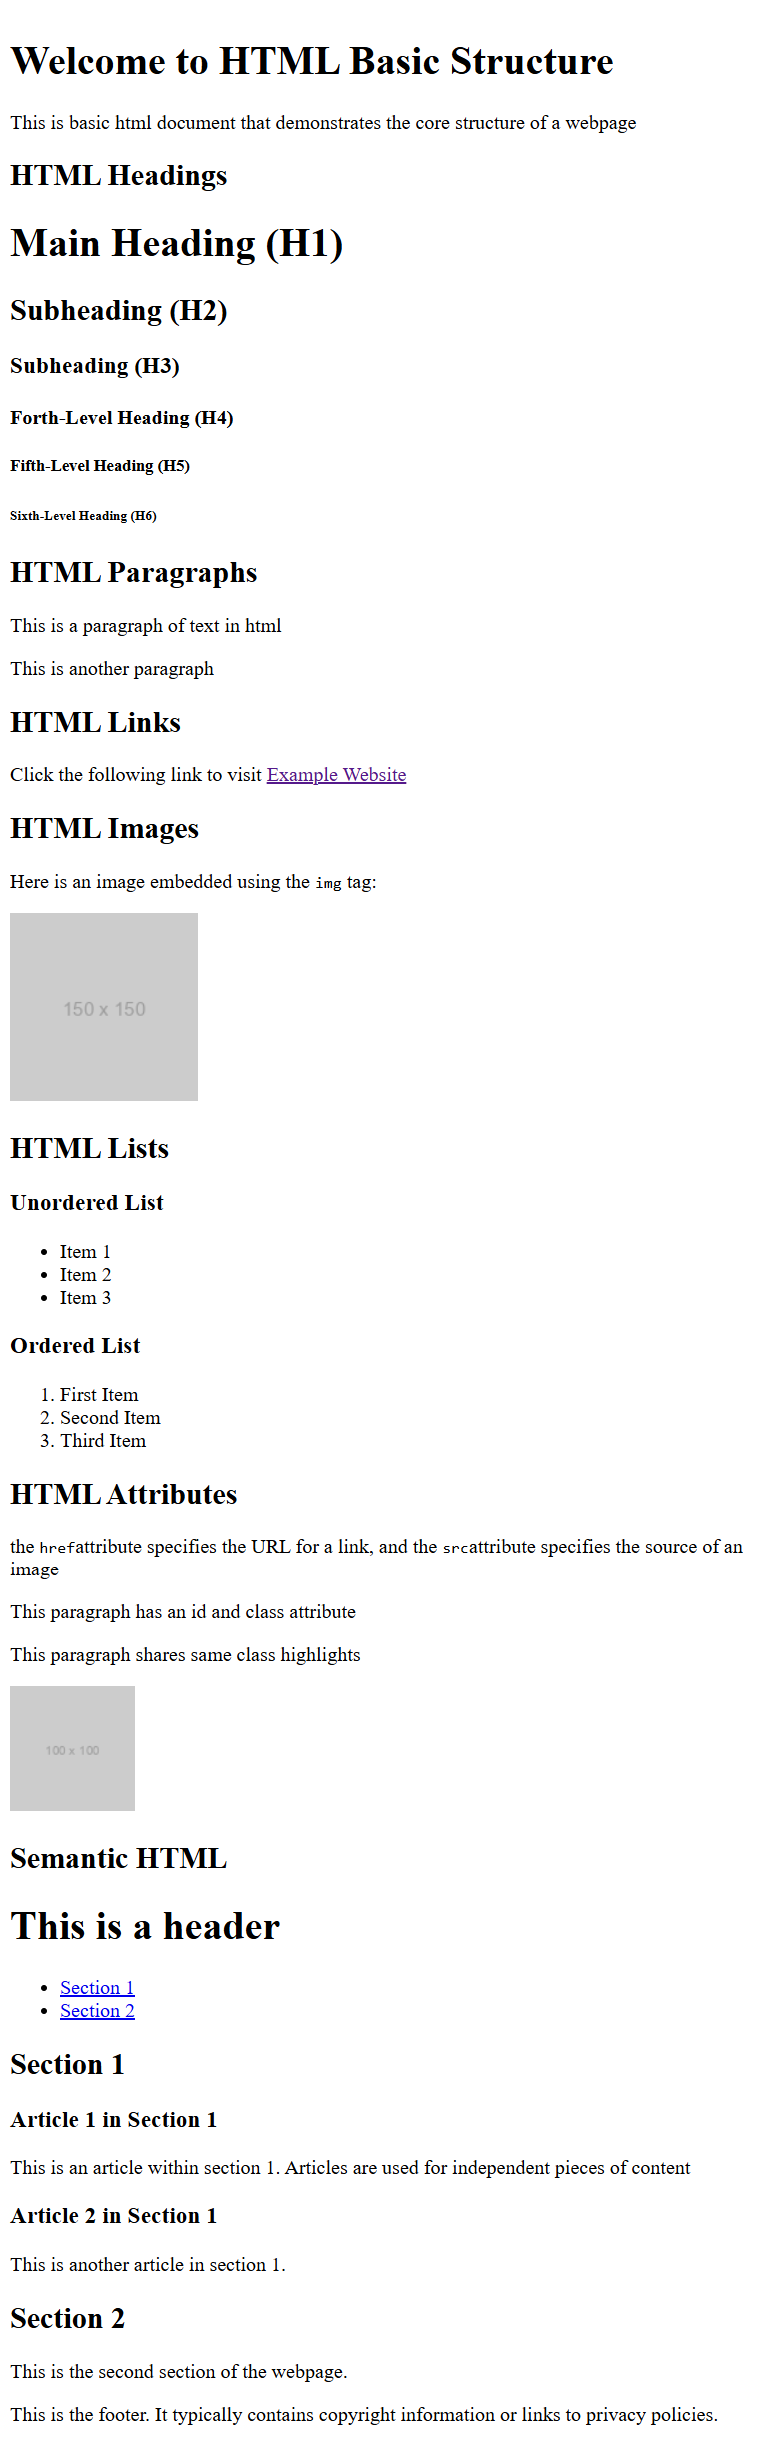 Welcome to HTML Basic Structure
This is basic html document that demonstrates the core structure of a webpage
HTML Headings
Main Heading (H1)
Subheading (H2)
Subheading (H3)
Forth-Level Heading (H4)
Fifth-Level Heading (H5)
Sixth-Level Heading (H6)
HTML Paragraphs
This is a paragraph of text in html
This is another paragraph
HTML Links
Click the following link to visit Example Website
HTML Images
Here is an image embedded using the img tag:
150 x 150
HTML Lists
Unordered List
• Item 1
• Item 2
• Item 3
Ordered List
1. First Item
2. Second Item
3. Third Item
HTML Attributes
the hrefattribute specifies the URL for a link, and the srcattribute specifies the source of an
image
This paragraph has an id and class attribute
This paragraph shares same class highlights
100 x 100
Semantic HTML
This is a header
• Section 1
• Section 2
Section 1
Article 1 in Section 1
This is an article within section 1. Articles are used for independent pieces of content
Article 2 in Section 1
This is another article in section 1.
Section 2
This is the second section of the webpage.
This is the footer. It typically contains copyright information or links to privacy policies.